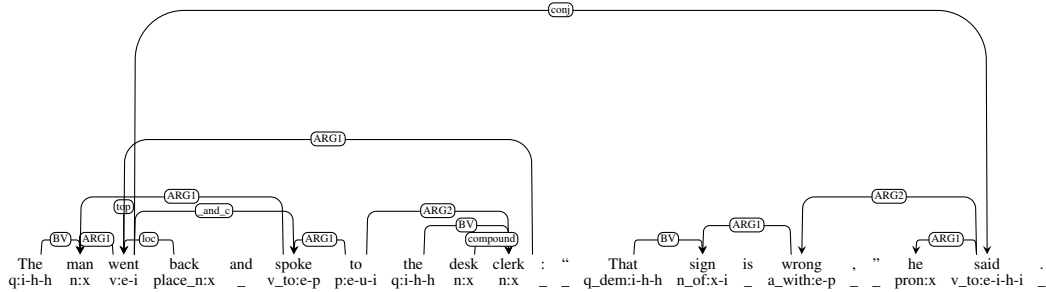 conj
ARG1
ARG1 ARG2
top _and_c ARG2 BV ARG1
BV ARG1 loc ARG1 compound BV ARG1
The man went back and spoke to the desk clerk : “ That sign is wrong , ” he said .
q:i-h-h n:x v:e-i place_n:x _ v_to:e-p p:e-u-i q:i-h-h n:x n:x _ _ q_dem:i-h-h n_of:x-i _ a_with:e-p _ _ pron:x v_to:e-i-h-i _